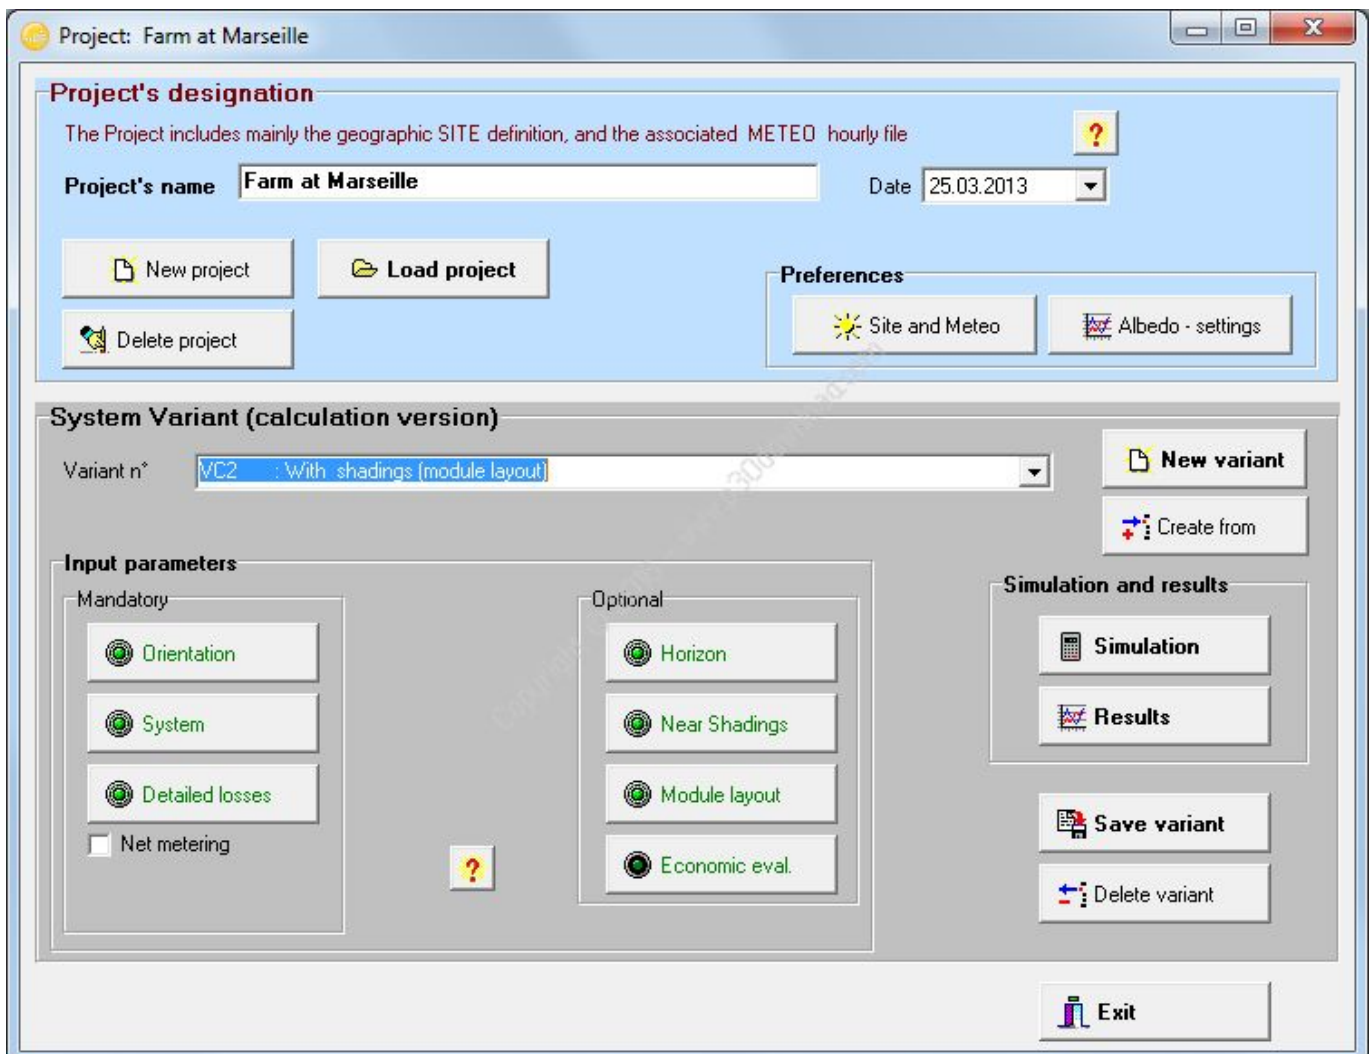 Project: Farm at Marseille
Project's designation
The Project includes mainly the geographic SITE definition, and the associated METEO hourly file
?
Project's name Farm at Marseille Date 25.03.2013
New project Load project
Preferences
Site and Meteo Albedo - settings
Delete project
System Variant (calculation version)
Variant n° VC2 : With shadings (module layout) New variant
Create from
Input parameters
Simulation and results
Mandatory Optional
Orientation Horizon Simulation
System Near Shadings Results
Detailed losses Module layout Save variant
Net metering
? Economic eval. Delete variant
Exit